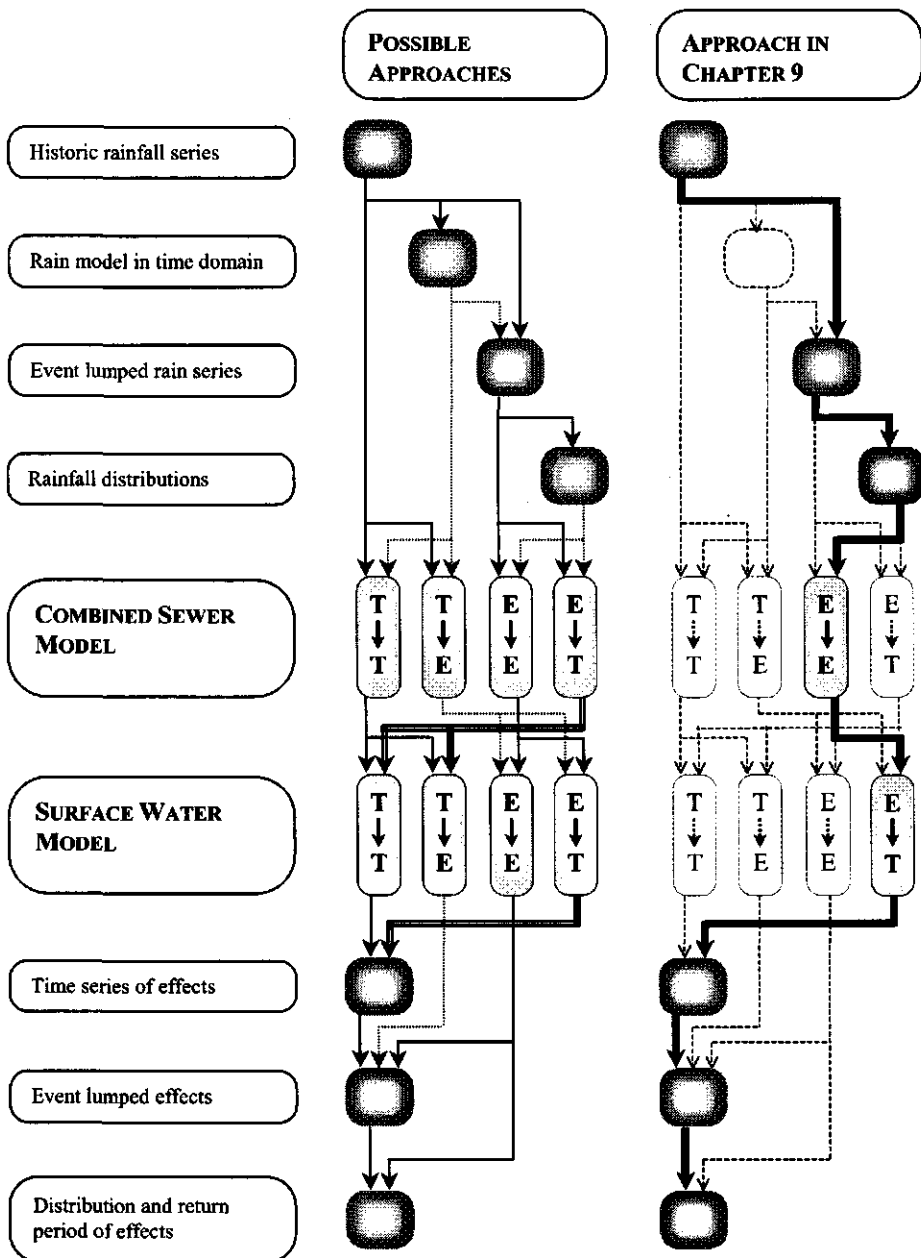 POSSIBLE
APPROACHES
APPROACH IN
CHAPTER 9
Historic rainfall series
Rain model in time domain
Event lumped rain series
Rainfall distributions
COMBINED SEWER
MODEL
T T E E
T E E T
T T E E
T E E T
SURFACE WATER
MODEL
T T E E
T E E T
T T E E
T E E T
Time series of effects
Event lumped effects
Distribution and return
period of effects